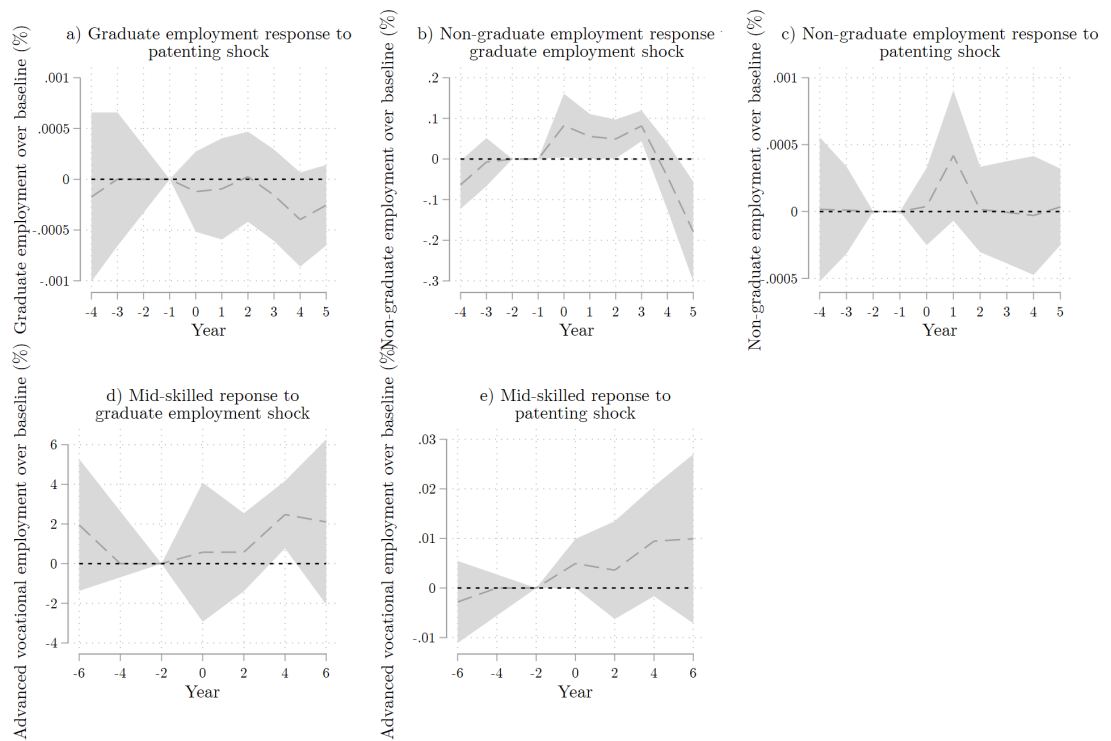 a) Graduate employment response to
patenting shock
Graduate employment over baseline (%)
.001
.0005
0
-.0005
-.001
-4 -3 -2 -1 0 1 2 3 4 5
Year
b) Non-graduate employment response
graduate employment shock
Non-graduate employment over baseline (%)
.2
.1
0
-.1
-.2
-.3
-4 -3 -2 -1 0 1 2 3 4 5
Year
c) Non-graduate employment response to
patenting shock
Non-graduate employment over baseline (%)
.001
.0005
0
.0005
-4 -3 -2 -1 0 1 2 3 4 5
Year
d) Mid-skilled reponse to
graduate employment shock
Advanced vocational employment over baseline (%)
6
4
2
0
-2
-4
-6 -4 -2 0 2 4 6
Year
e) Mid-skilled reponse to
patenting shock
Advanced vocational employment over baseline (%)
.03
.02
.01
0
-.01
-6 -4 -2 0 2 4 6
Year